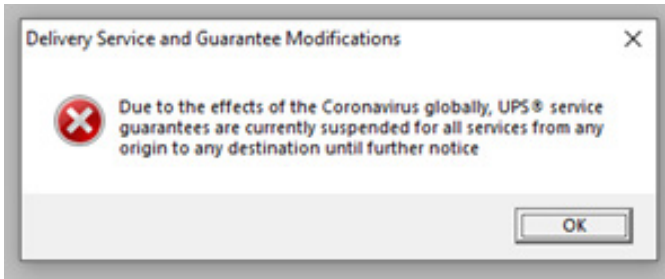 Delivery Service and Guarantee Modifications
Due to the effects of the Coronavirus globally, UPS® service
guarantees are currently suspended for all services from any
origin to any destination until further notice
OK